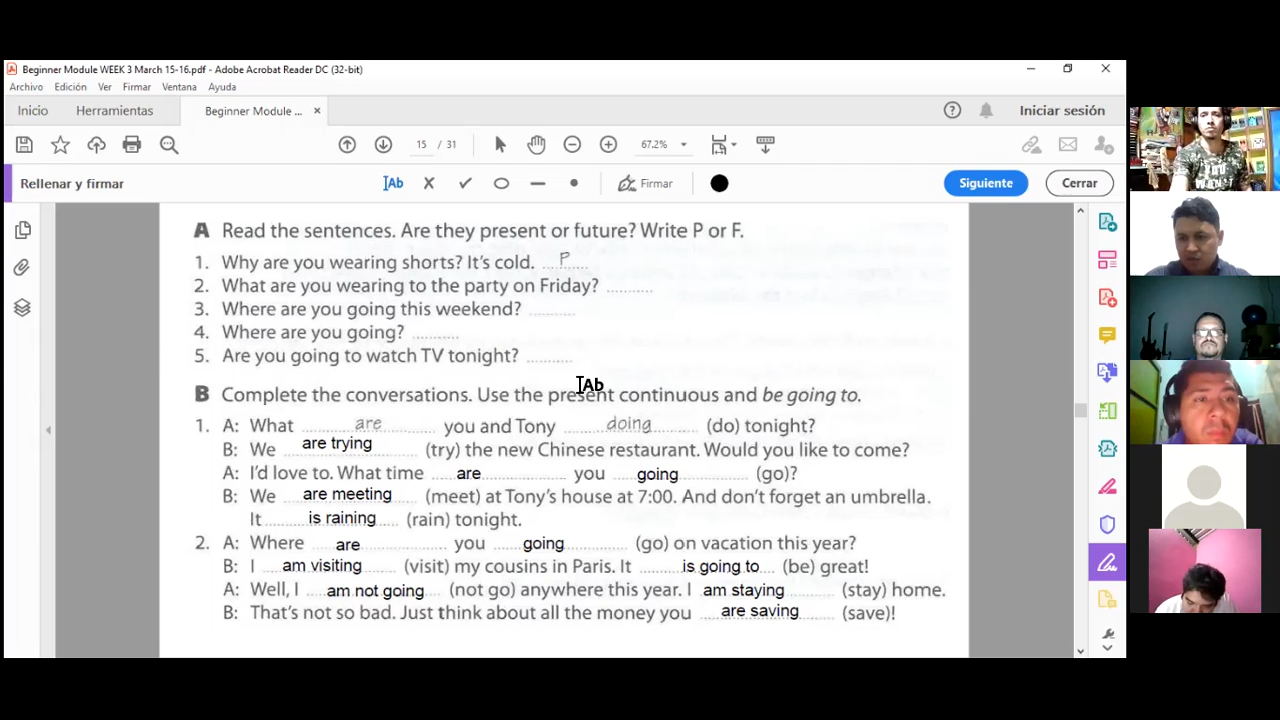 Beginner Module WEEK 3 March 15-16.pdf - Adobe Acrobat Reader DC (32-bit)
Archivo Edición Ver Firmar Ventana Ayuda
Inicio Herramientas Beginner Module ... × Iniciar sesión
15 / 31 67.2%
Rellenar y firmar Ab Firmar Siguiente Cerrar
A Read the sentences. Are they present or future? Write P or F.
1. Why are you wearing shorts? It's cold. P
2. What are you wearing to the party on Friday? ..........
3. Where are you going this weekend? ..........
4. Where are you going? ..........
5. Are you going to watch TV tonight? ..........
Ab
B Complete the conversations. Use the present continuous and be going to.
1. A: What are you and Tony doing (do) tonight?
B: We are trying (try) the new Chinese restaurant. Would you like to come?
A: I'd love to. What time are you going (go)?
B: We are meeting (meet) at Tony's house at 7:00. And don't forget an umbrella.
It is raining (rain) tonight.
2. A: Where are you going (go) on vacation this year?
B: I am visiting (visit) my cousins in Paris. It is going to (be) great!
A: Well, I am not going (not go) anywhere this year. I am staying (stay) home.
B: That's not so bad. Just think about all the money you are saving (save)!